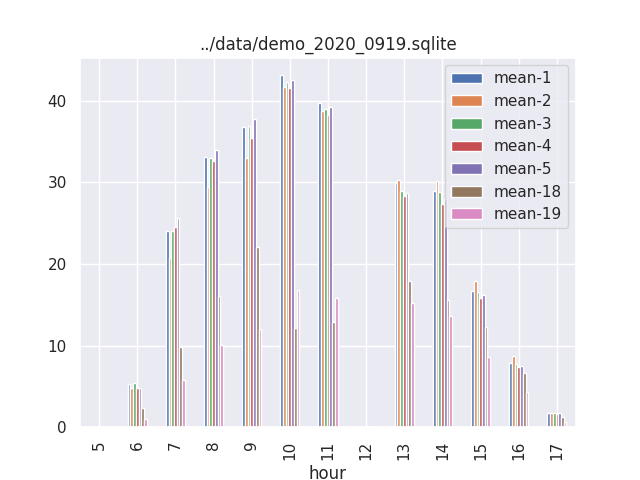 ../data/demo_2020_0919.sqlite
40
30
20
10
0
mean-1
mean-2
mean-3
mean-4
mean-5
mean-18
mean-19
5 6 7 8 9 10 11 12 13 14 15 16 17
hour